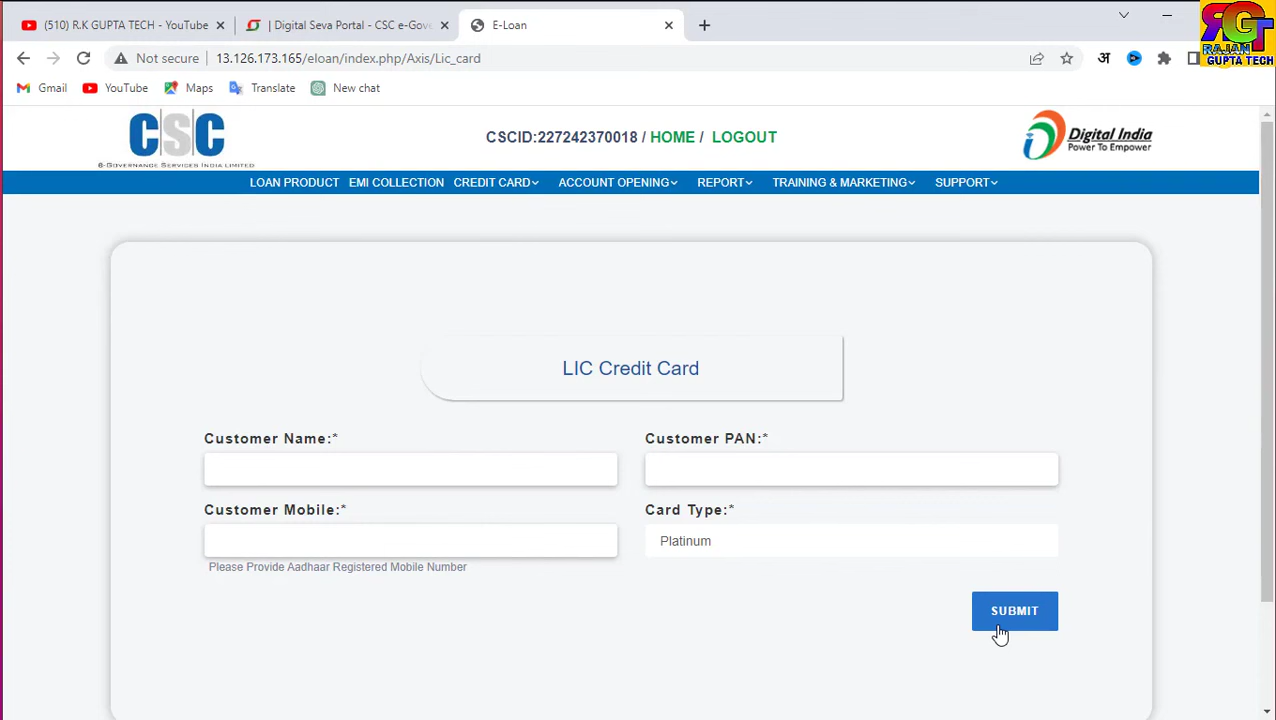 (510) R.K GUPTA TECH - YouTube
| Digital Seva Portal - CSC e-Gove
E-Loan
RGT
RAJAN
GUPTA TECH
Not secure
13.126.173.165/eloan/index.php/Axis/Lic_card
अ
Gmail
YouTube
Maps
Translate
New chat
CSC
E-GOVERNANCE SERVICES INDIA LIMITED
CSCID:227242370018 / HOME / LOGOUT
Digital India
Power To Empower
LOAN PRODUCT EMI COLLECTION CREDIT CARD ACCOUNT OPENING REPORT TRAINING & MARKETING SUPPORT
LIC Credit Card
Customer Name:*
Customer PAN:*
Customer Mobile:*
Card Type:*
Platinum
Please Provide Aadhaar Registered Mobile Number
SUBMIT